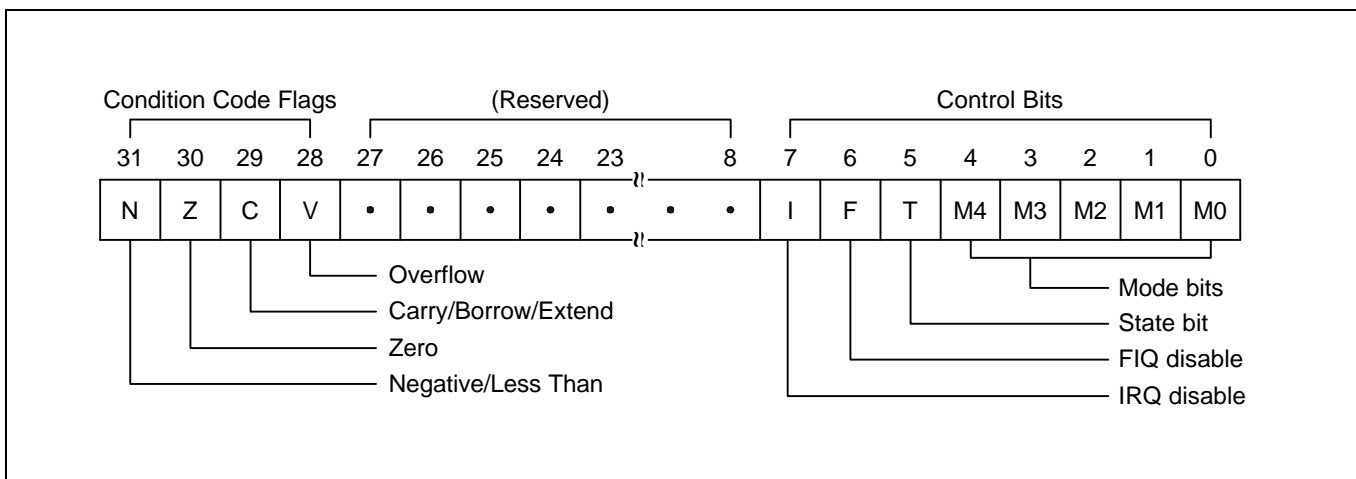 Condition Code Flags (Reserved) Control Bits
31 30 29 28 27 26 25 24 23 8 7 6 5 4 3 2 1 0
N Z C V • • • • • • • I F T M4 M3 M2 M1 M0
Overflow
Carry/Borrow/Extend
Zero
Negative/Less Than
Mode bits
State bit
FIQ disable
IRQ disable